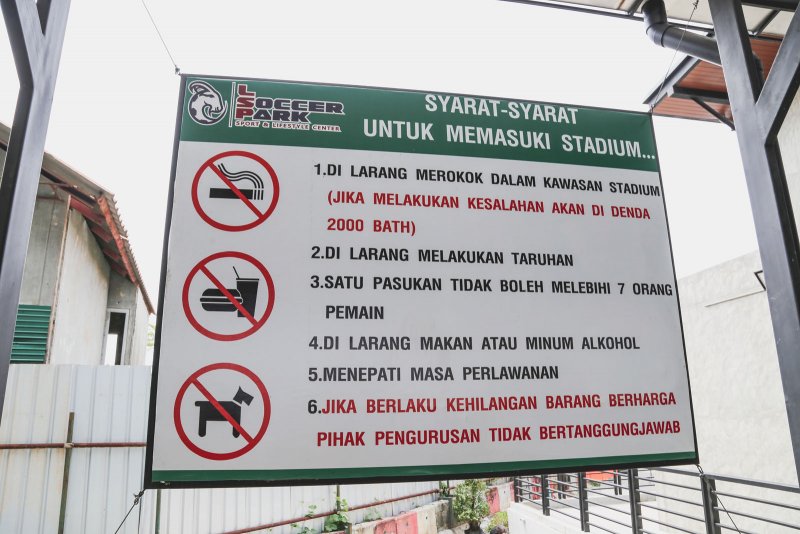 LSP
SOCCER
PARK
SPORT & LIFESTYLE CENTER
SYARAT-SYARAT
UNTUK MEMASUKI STADIUM...
1.DI LARANG MEROKOK DALAM KAWASAN STADIUM
(JIKA MELAKUKAN KESALAHAN AKAN DI DENDA
2000 BATH)
2.DI LARANG MELAKUKAN TARUHAN
3.SATU PASUKAN TIDAK BOLEH MELEBIHI 7 ORANG
PEMAIN
4.DI LARANG MAKAN ATAU MINUM ALKOHOL
5.MENEPATI MASA PERLAWANAN
6.JIKA BERLAKU KEHILANGAN BARANG BERHARGA
PIHAK PENGURUSAN TIDAK BERTANGGUNGJAWAB